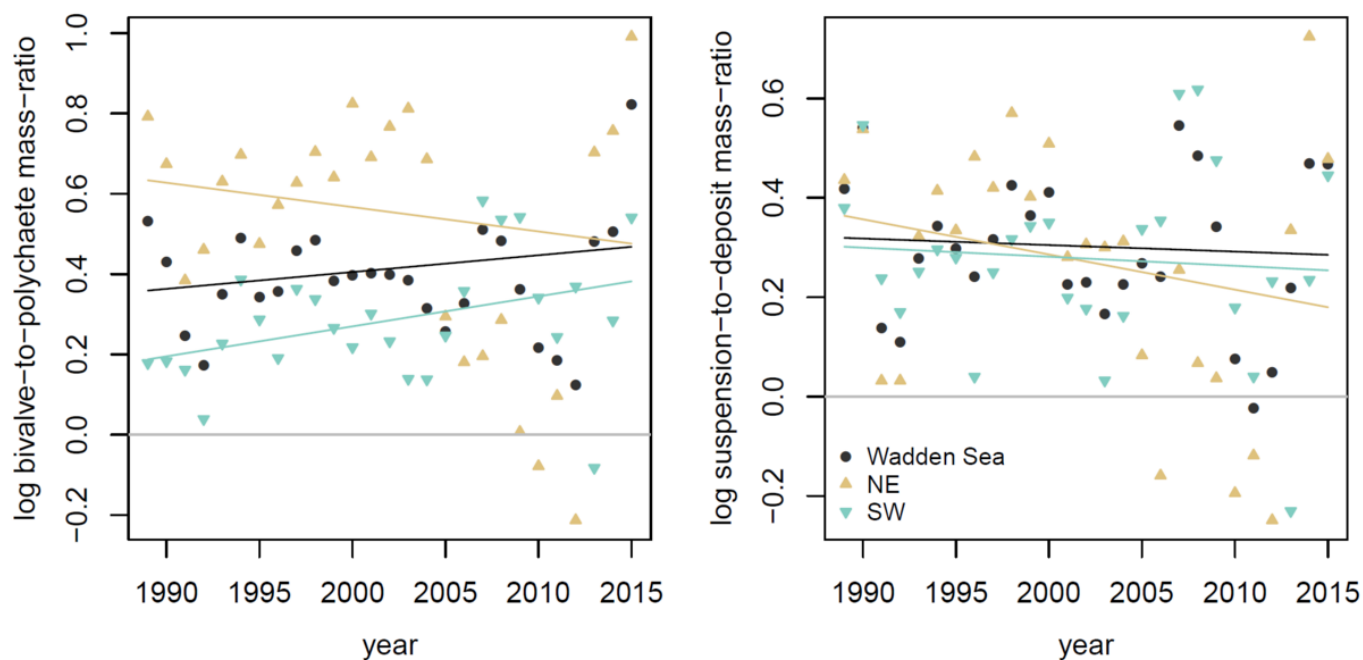 log bivalve-to-polychaete mass-ratio
1.0
0.8
0.6
0.4
0.2
0.0
-0.2
1990 1995 2000 2005 2010 2015
year
log suspension-to-deposit mass-ratio
0.6
0.4
0.2
0.0
-0.2
Wadden Sea
NE
SW
1990 1995 2000 2005 2010 2015
year